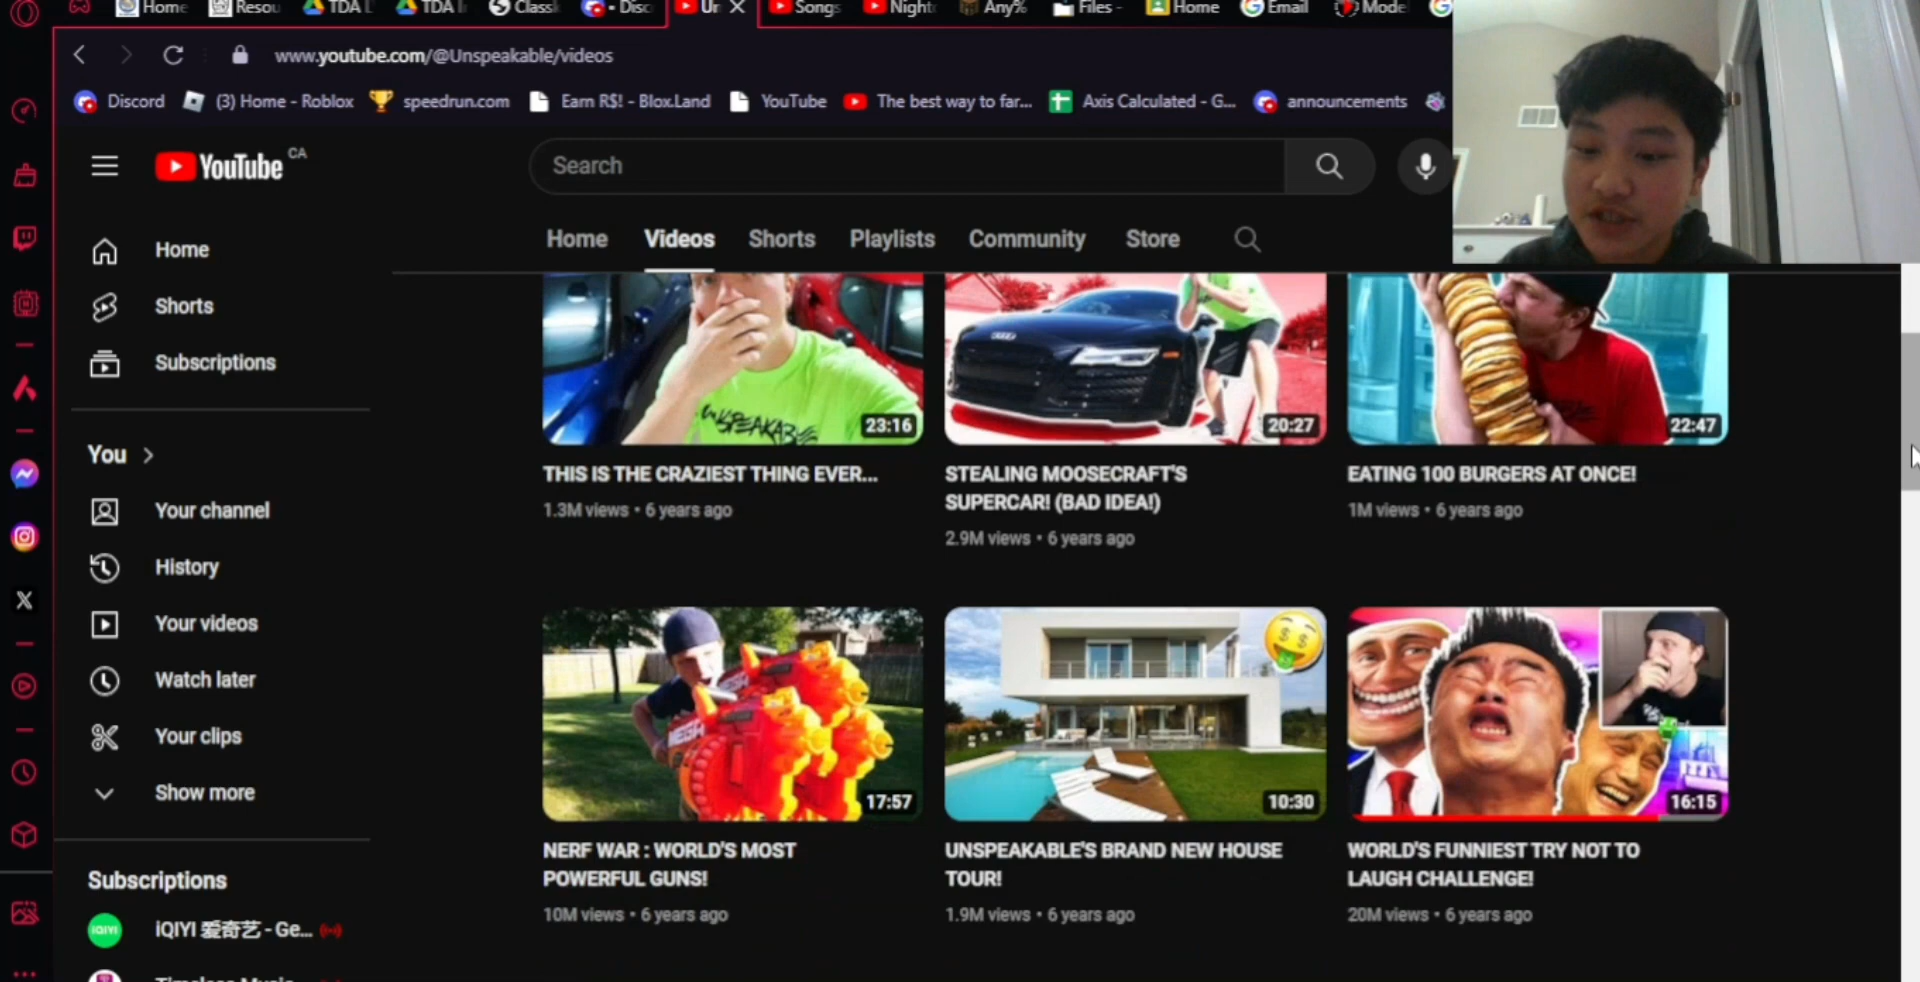 Home
Resou
TDA
TDA
Class
Disc
Un
Songs
Night
Any%
Files -
Home
Email
Mode
www.youtube.com/@Unspeakable/videos
Discord
(3) Home - Roblox
speedrun.com
Earn R$! - Blox.Land
YouTube
The best way to far...
Axis Calculated - G...
announcements
YouTube CA
Search
Home
Videos
Shorts
Playlists
Community
Store
Home
Shorts
Subscriptions
You
Your channel
History
Your videos
Watch later
Your clips
Show more
Subscriptions
iQIYI
iQIYI 爱奇艺 - Ge...
UNSPEAKABLE
23:16
20:27
22:47
THIS IS THE CRAZIEST THING EVER...
1.3M views • 6 years ago
STEALING MOOSECRAFT'S
SUPERCAR! (BAD IDEA!)
2.9M views • 6 years ago
EATING 100 BURGERS AT ONCE!
1M views • 6 years ago
MEGA
17:57
10:30
16:15
NERF WAR : WORLD'S MOST
POWERFUL GUNS!
10M views • 6 years ago
UNSPEAKABLE'S BRAND NEW HOUSE
TOUR!
1.9M views • 6 years ago
WORLD'S FUNNIEST TRY NOT TO
LAUGH CHALLENGE!
20M views • 6 years ago